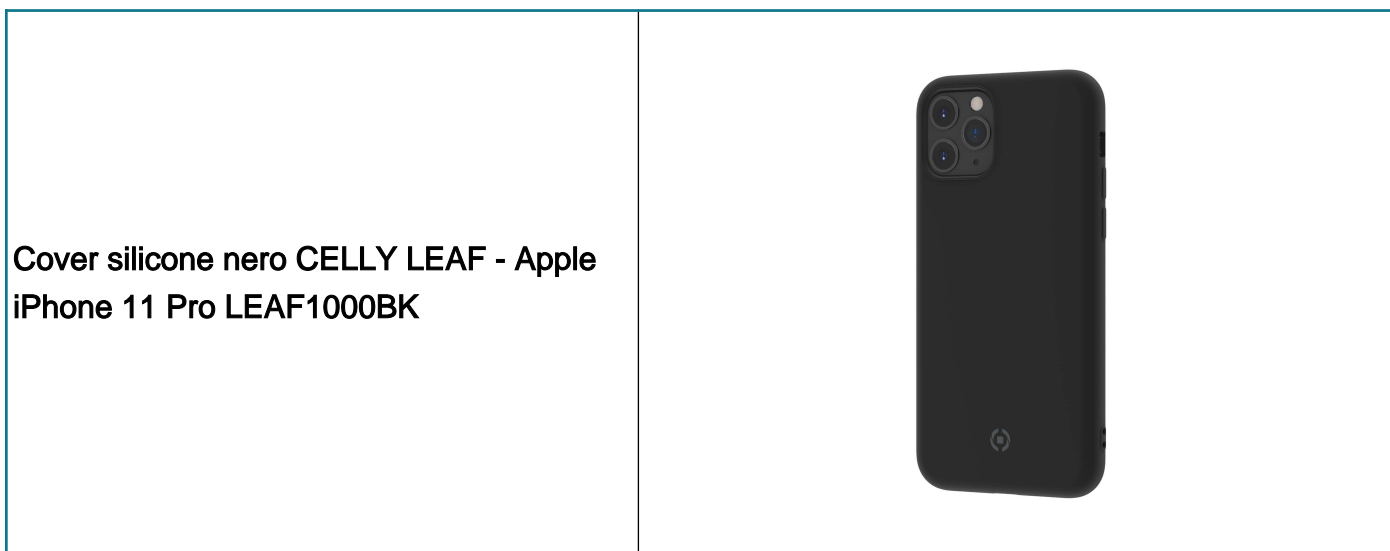 Cover silicone nero CELLY LEAF - Apple
iPhone 11 Pro LEAF1000BK